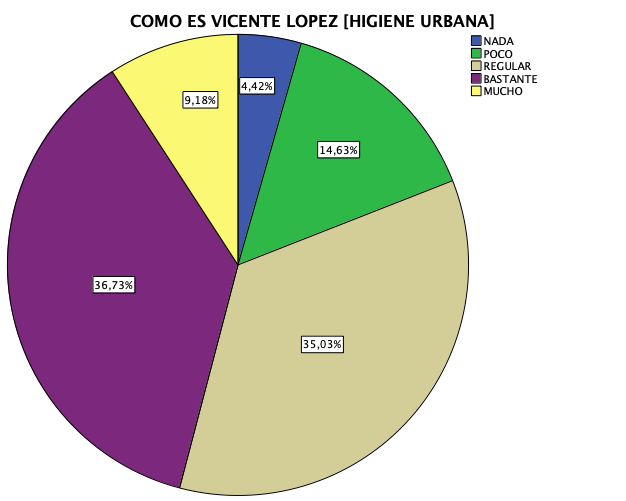 COMO ES VICENTE LOPEZ [HIGIENE URBANA]
NADA
POCO
REGULAR
BASTANTE
MUCHO
4,42%
9,18%
14,63%
36,73%
35,03%